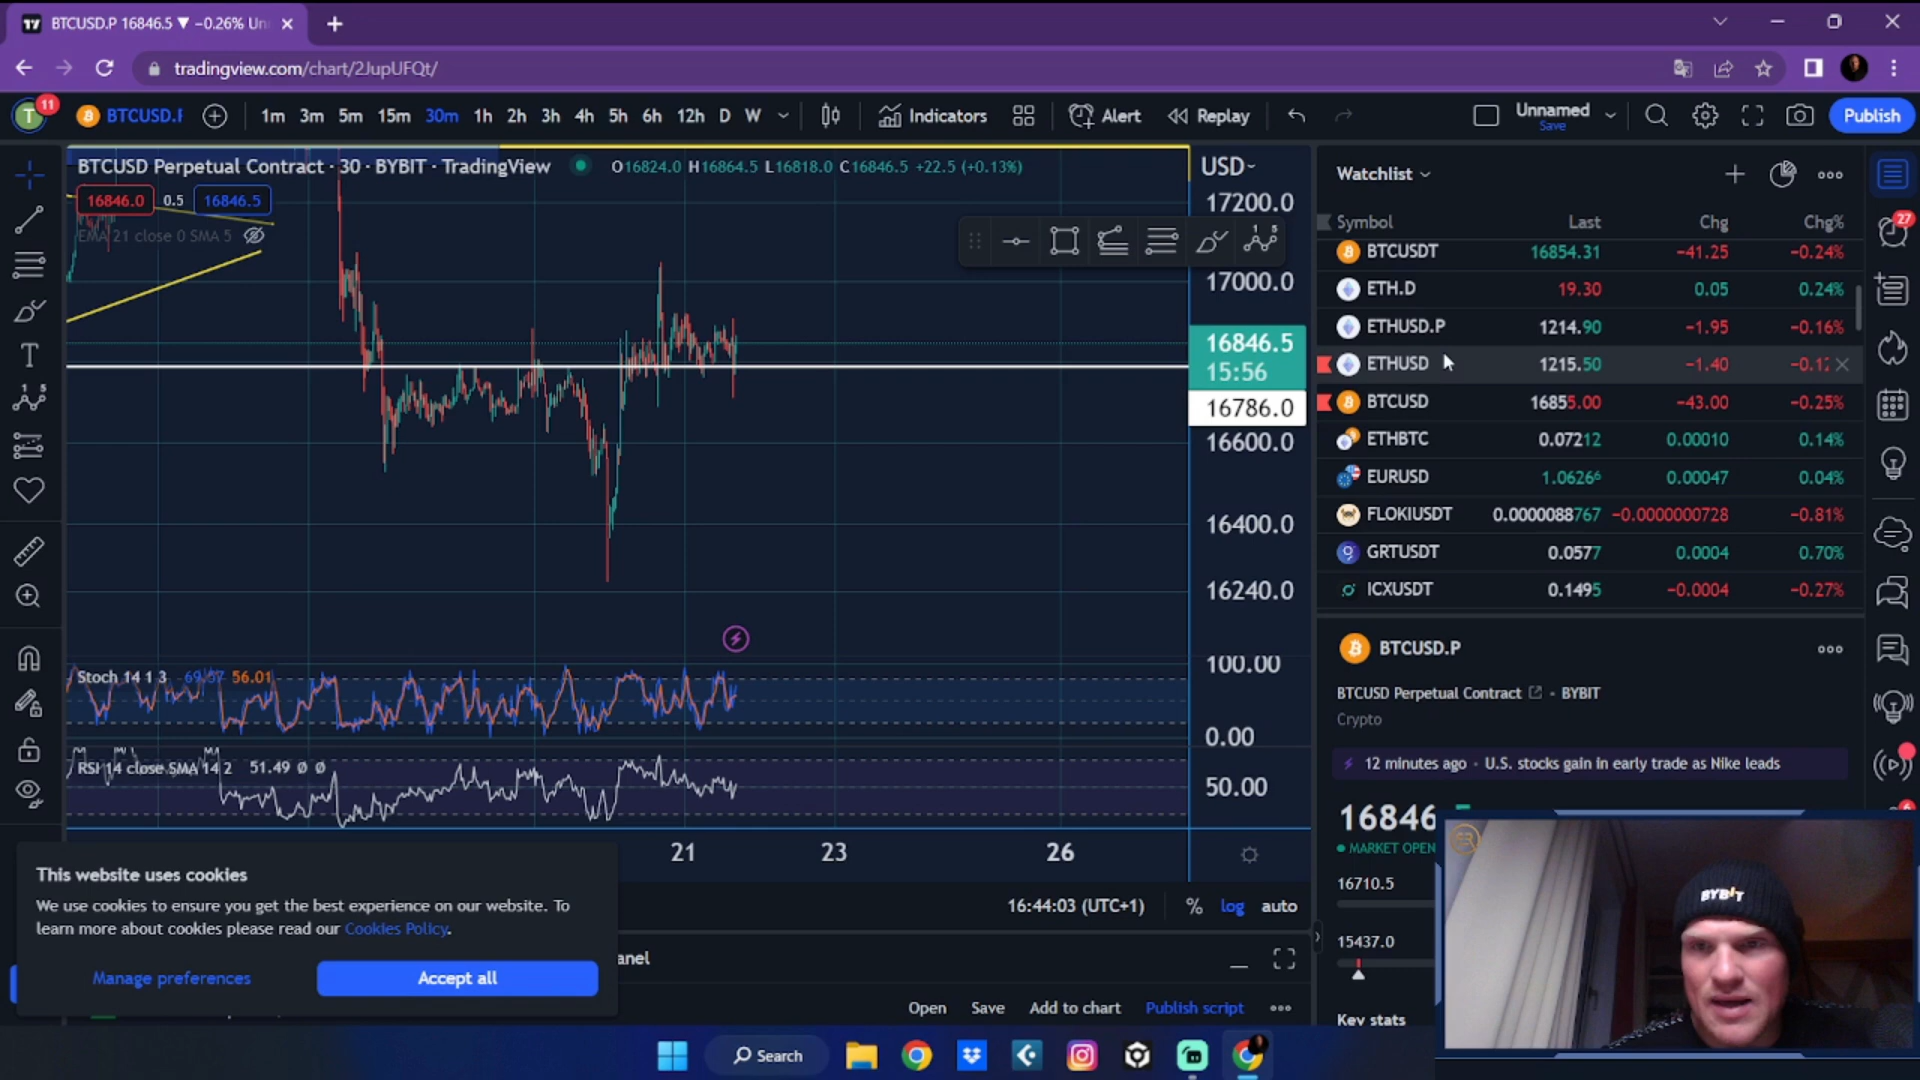 BTCUSD.P 16846.5 ▼ −0.26% Un
tradingview.com/chart/2JupUFQt/
T 11 BTCUSD.F 1m 3m 5m 15m 30m 1h 2h 3h 4h 5h 6h 12h D W Indicators Alert Replay Unnamed Save Publish
BTCUSD Perpetual Contract · 30 · BYBIT · TradingView O16824.0 H16864.5 L16818.0 C16846.5 +22.5 (+0.13%)
16846.0 0.5 16846.5
EMA 21 close 0 SMA 5
USD
17200.0
17000.0
16846.5
15:56
16786.0
16600.0
16400.0
16240.0
Stoch 14 1 3 56.01
100.00
0.00
RSI 14 close SMA 14 2 51.49 Ø Ø
50.00
21 23 26
16:44:03 (UTC+1) % log auto
anel
Open Save Add to chart Publish script
This website uses cookies
We use cookies to ensure you get the best experience on our website. To
learn more about cookies please read our Cookies Policy.
Manage preferences Accept all
Watchlist
Symbol Last Chg Chg%
BTCUSDT 16854.31 −41.25 −0.24%
ETH.D 19.30 0.05 0.24%
ETHUSD.P 1214.90 −1.95 −0.16%
ETHUSD 1215.50 −1.40 −0.12
BTCUSD 16855.00 −43.00 −0.25%
ETHBTC 0.07212 0.00010 0.14%
EURUSD 1.06266 0.00047 0.04%
FLOKIUSDT 0.0000088767 −0.0000000728 −0.81%
GRTUSDT 0.0577 0.0004 0.70%
ICXUSDT 0.1495 −0.0004 −0.27%
27
BTCUSD.P
BTCUSD Perpetual Contract • BYBIT
Crypto
12 minutes ago • U.S. stocks gain in early trade as Nike leads
16846
MARKET OPEN
16710.5
15437.0
Key stats
BYBIT
Search